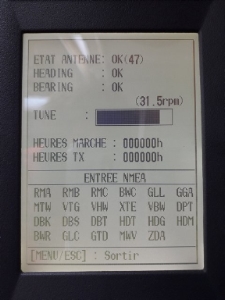 ETAT ANTENNE: OK(47)
HEADING : OK
BEARING : OK
(31.5rpm)
TUNE :
HEURES MARCHE : 000000h
HEURES TX : 000000h
ENTREE NMEA
RMA RMB RMC BWC GLL GGA
MTW VTG VHW XTE VBW DPT
DBK DBS DBT HDT HDG HDM
BWR GLC GTD MWV ZDA
[MENU/ESC] : Sortir